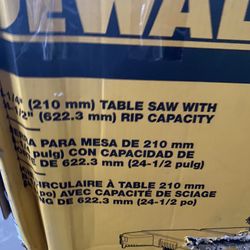 DEWAL
-1/4" (210 mm) TABLE SAW WITH
1/2" (622.3 mm) RIP CAPACITY
PARA MESA DE 210 mm
pulg) CON CAPACIDAD DE
DE 622.3 mm (24-1/2 pulg)
CIRCULAIRE À TABLE 210 mm
po) AVEC CAPACITÉ DE SCIAGE
NG DE 622.3 mm (24-1/2 po)